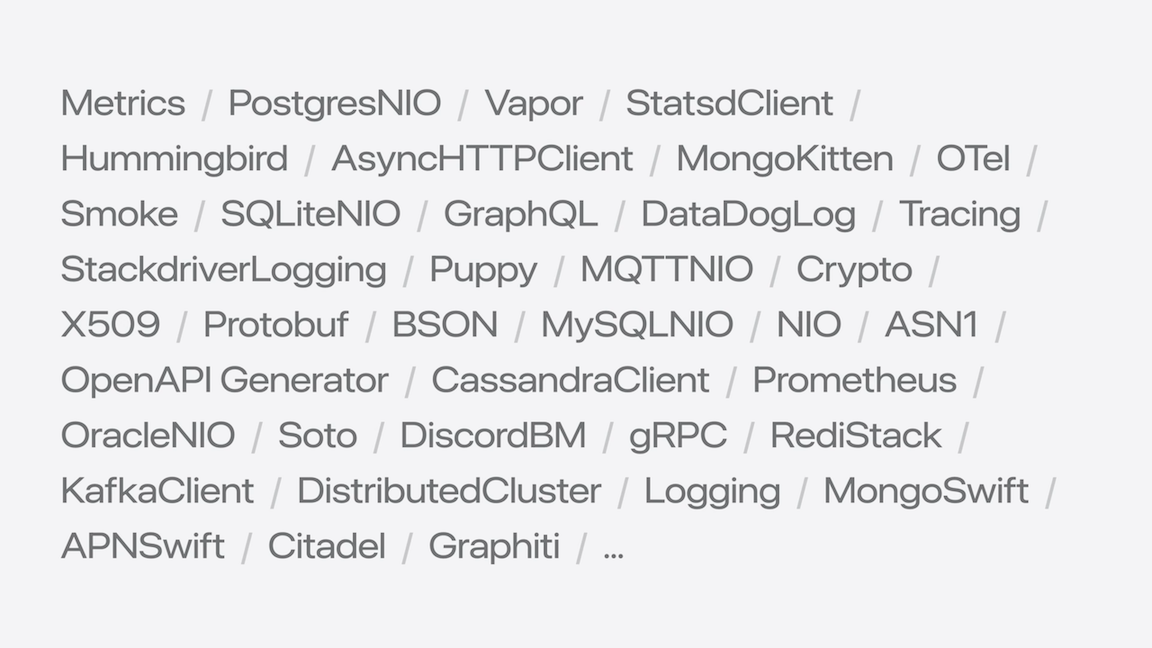 Metrics / PostgresNIO / Vapor / StatsdClient /
Hummingbird / AsyncHTTPClient / MongoKitten / OTel /
Smoke / SQLiteNIO / GraphQL / DataDogLog / Tracing /
StackdriverLogging / Puppy / MQTTNIO / Crypto /
X509 / Protobuf / BSON / MySQLNIO / NIO / ASN1 /
OpenAPI Generator / CassandraClient / Prometheus /
OracleNIO / Soto / DiscordBM / gRPC / RediStack /
KafkaClient / DistributedCluster / Logging / MongoSwift /
APNSwift / Citadel / Graphiti / ...